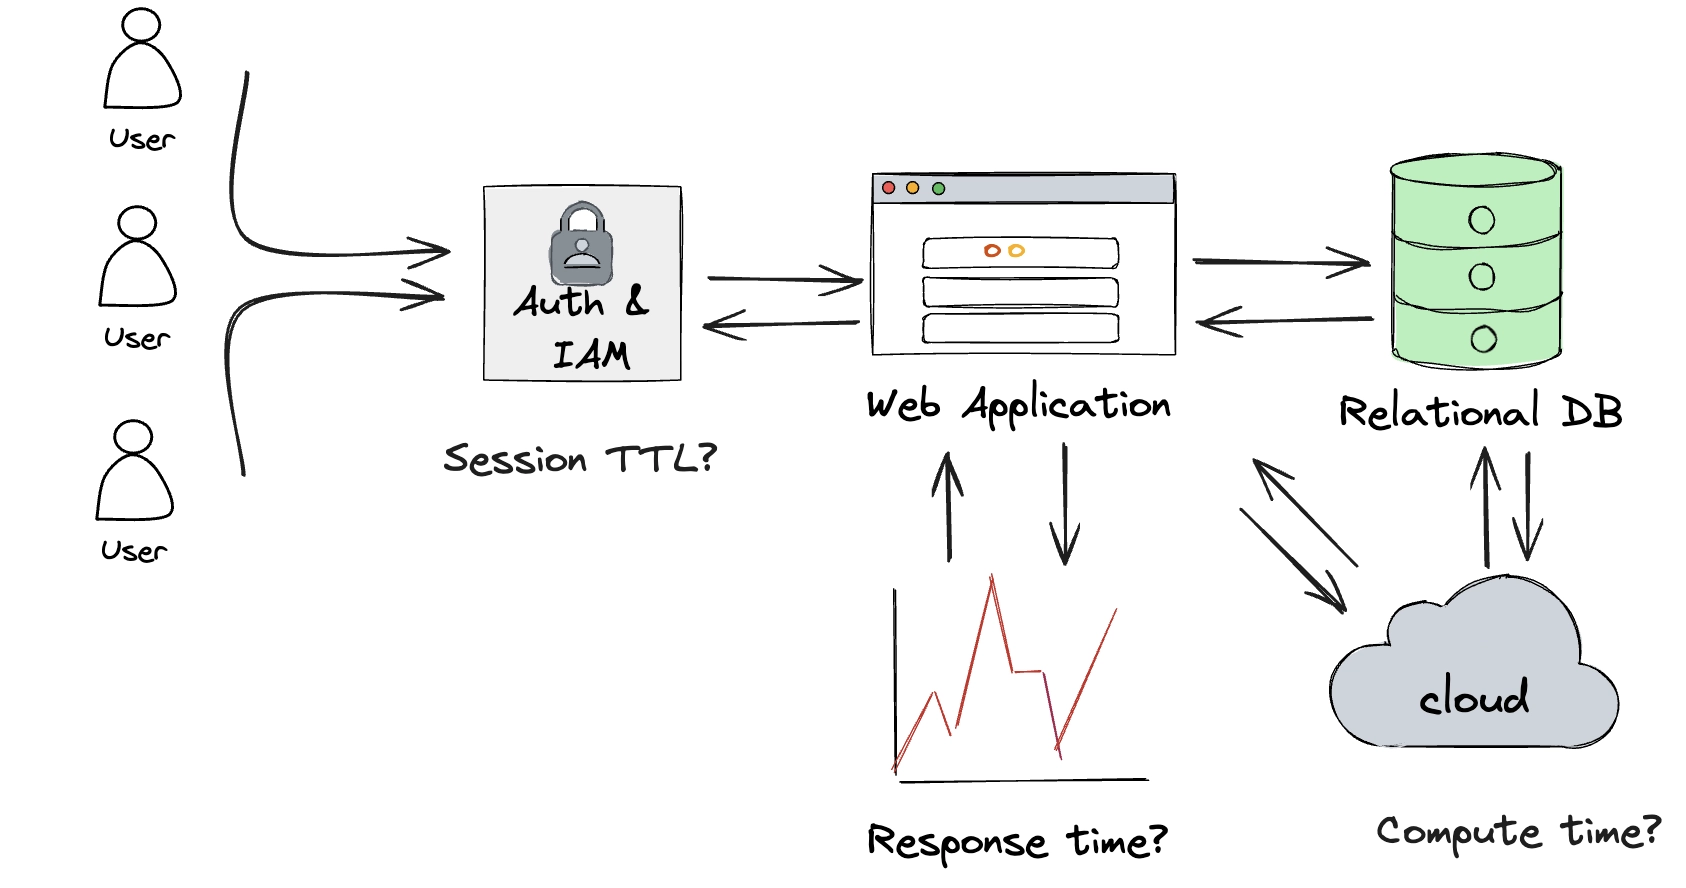 User
User
User
Auth &
IAM
Session TTL?
Web Application
Relational DB
cloud
Response time?
Compute time?